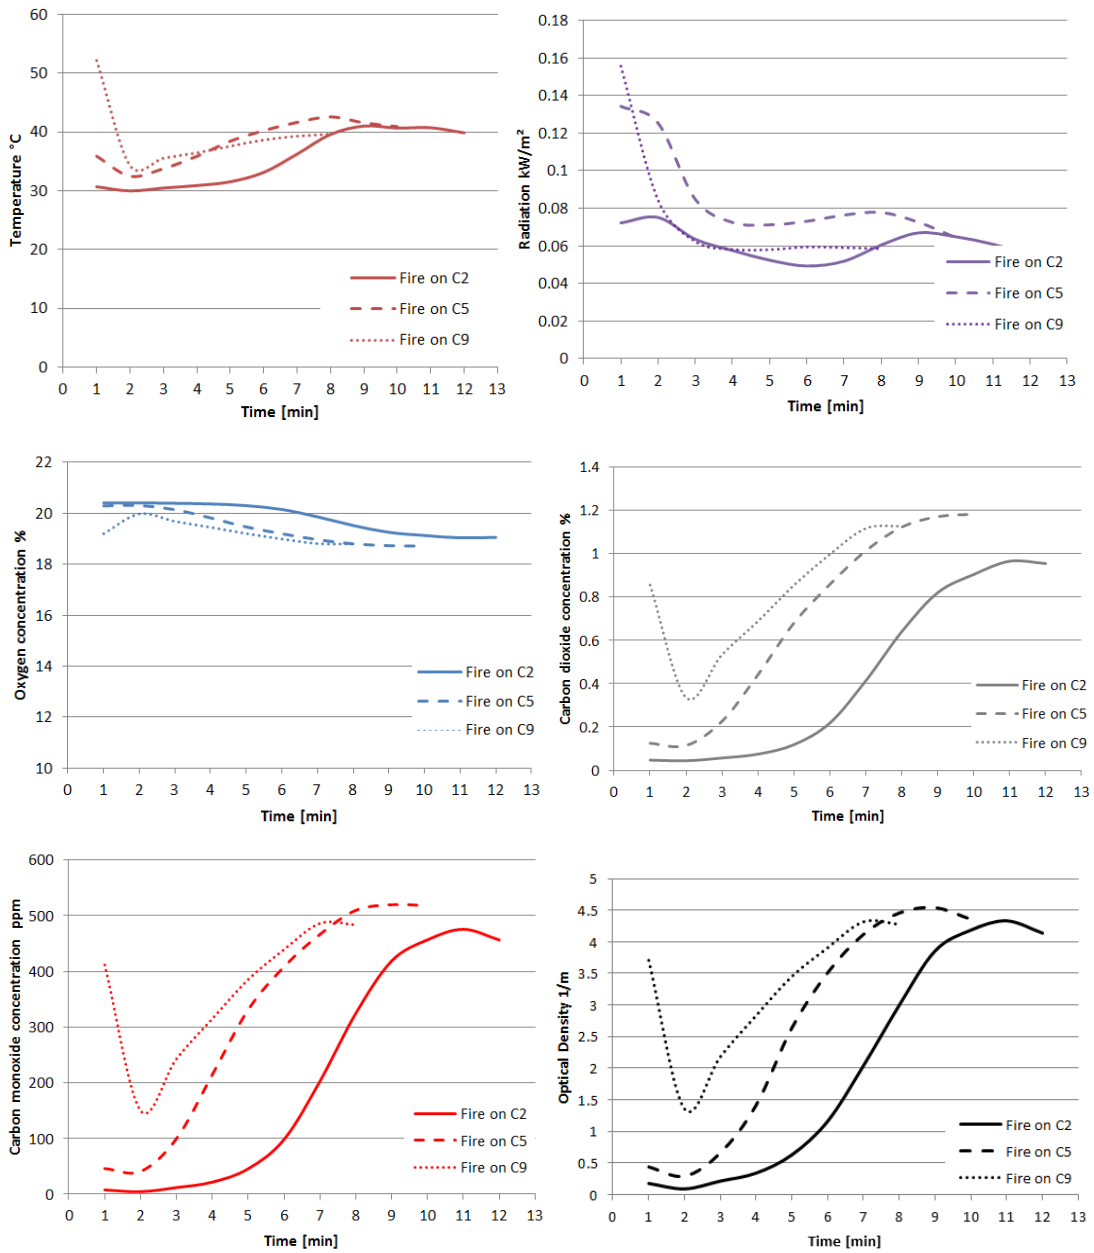 60
50
40
30
20
10
0
Temperature °C
Fire on C2
Fire on C5
Fire on C9
0 1 2 3 4 5 6 7 8 9 10 11 12 13
Time [min]
0.18
0.16
0.14
0.12
0.1
0.08
0.06
0.04
0.02
0
Radiation kW/m²
Fire on C2
Fire on C5
Fire on C9
0 1 2 3 4 5 6 7 8 9 10 11 12 13
Time [min]
22
20
18
16
14
12
10
Oxygen concentration %
Fire on C2
Fire on C5
Fire on C9
0 1 2 3 4 5 6 7 8 9 10 11 12 13
Time [min]
1.4
1.2
1
0.8
0.6
0.4
0.2
0
Carbon dioxide concentration %
Fire on C2
Fire on C5
Fire on C9
0 1 2 3 4 5 6 7 8 9 10 11 12 13
Time [min]
600
500
400
300
200
100
0
Carbon monoxide concentration ppm
Fire on C2
Fire on C5
Fire on C9
0 1 2 3 4 5 6 7 8 9 10 11 12 13
Time [min]
5
4.5
4
3.5
3
2.5
2
1.5
1
0.5
0
Optical Density 1/m
Fire on C2
Fire on C5
Fire on C9
0 1 2 3 4 5 6 7 8 9 10 11 12 13
Time [min]